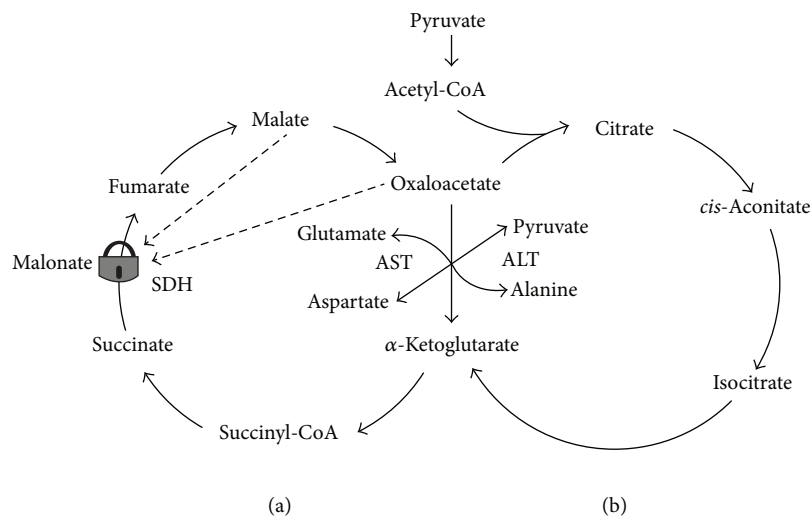 Pyruvate
Acetyl-CoA
Malate
Citrate
Fumarate
Oxaloacetate
cis-Aconitate
Glutamate
Pyruvate
AST
ALT
Malonate
SDH
Aspartate
Alanine
Succinate
α-Ketoglutarate
Isocitrate
Succinyl-CoA
(a)
(b)